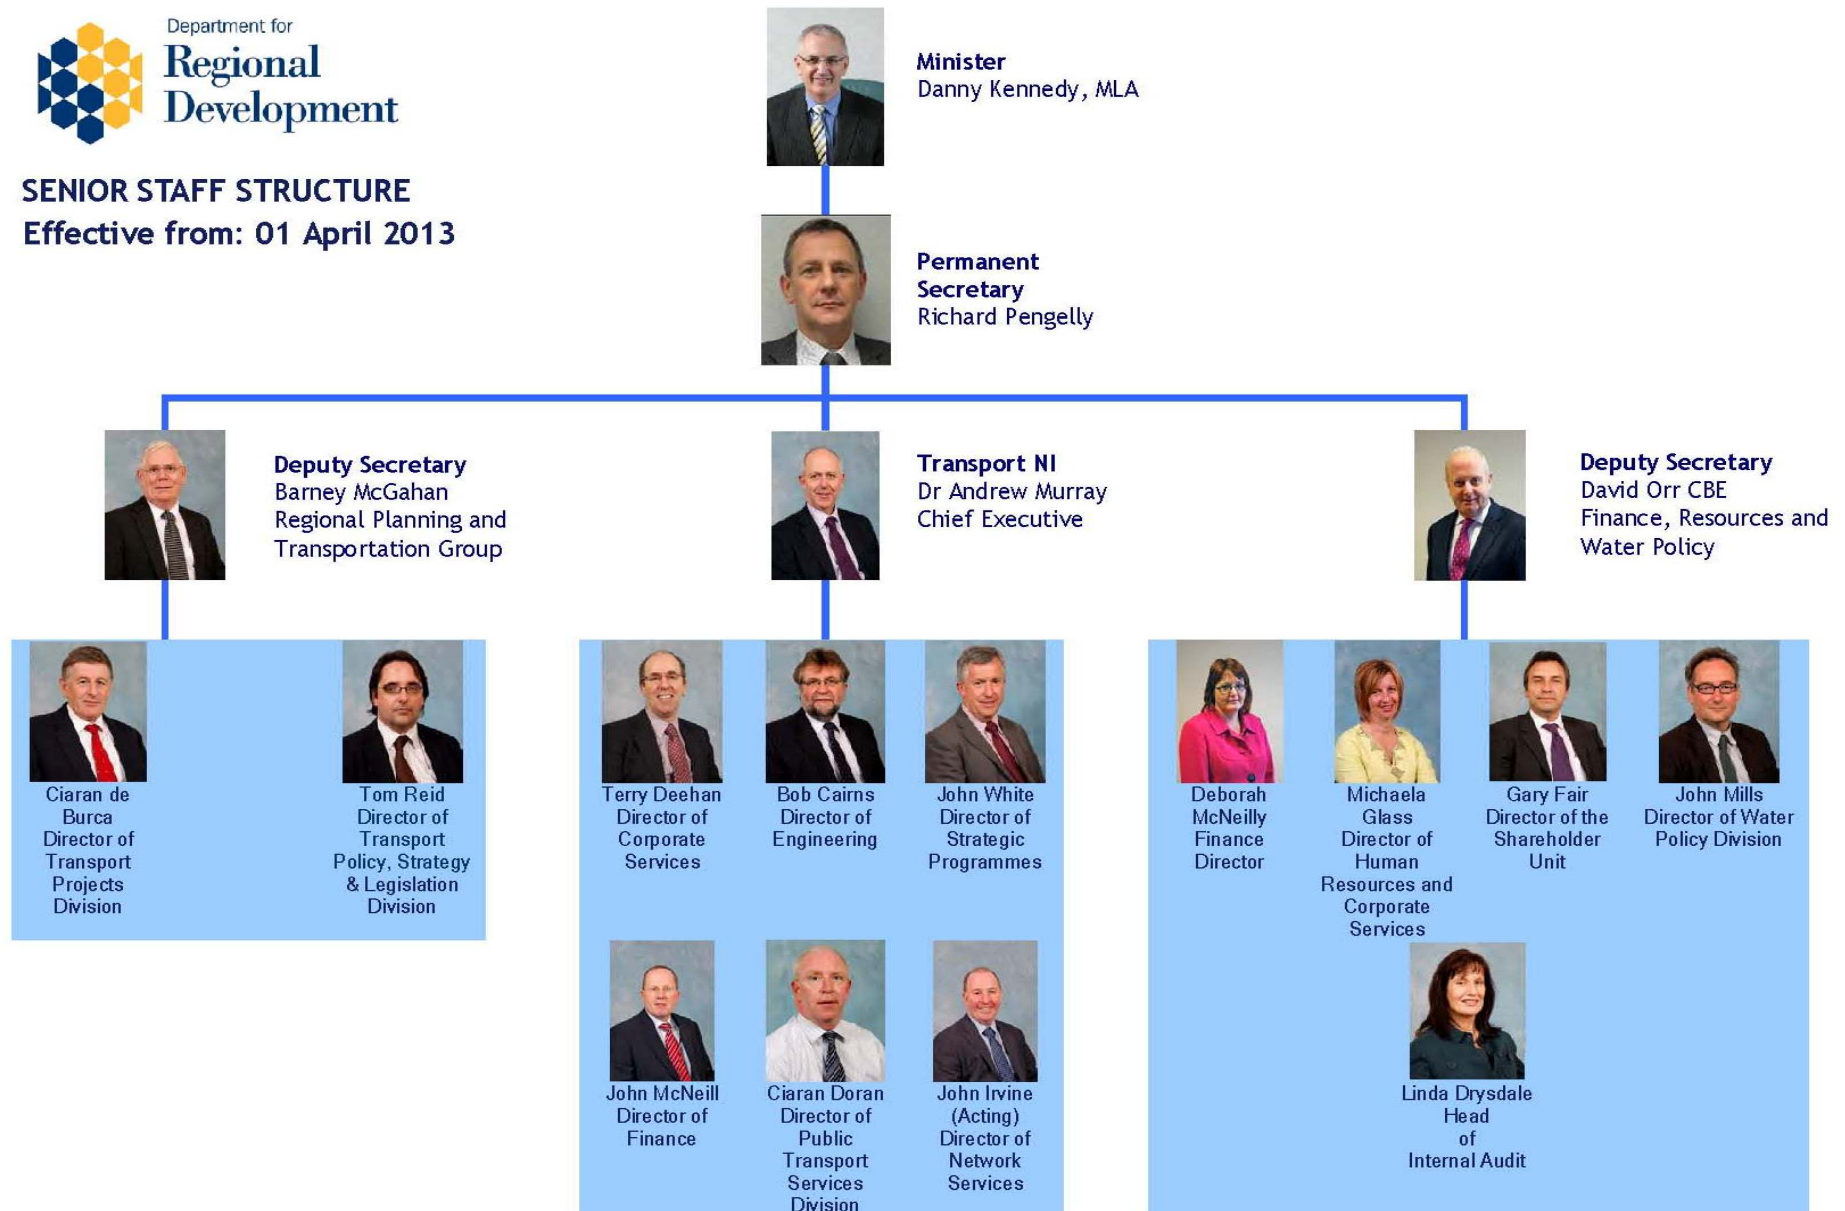 Department for
Regional
Development
SENIOR STAFF STRUCTURE
Effective from: 01 April 2013
Minister
Danny Kennedy, MLA
Permanent
Secretary
Richard Pengelly
Deputy Secretary
Barney McGahan
Regional Planning and
Transportation Group
Transport NI
Dr Andrew Murray
Chief Executive
Deputy Secretary
David Orr CBE
Finance, Resources and
Water Policy
Ciaran de
Burca
Director of
Transport
Projects
Division
Tom Reid
Director of
Transport
Policy, Strategy
& Legislation
Division
Terry Deehan
Director of
Corporate
Services
Bob Cairns
Director of
Engineering
John White
Director of
Strategic
Programmes
John McNeill
Director of
Finance
Ciaran Doran
Director of
Public
Transport
Services
Division
John Irvine
(Acting)
Director of
Network
Services
Deborah
McNeilly
Finance
Director
Michaela
Glass
Director of
Human
Resources and
Corporate
Services
Gary Fair
Director of the
Shareholder
Unit
John Mills
Director of Water
Policy Division
Linda Drysdale
Head
of
Internal Audit